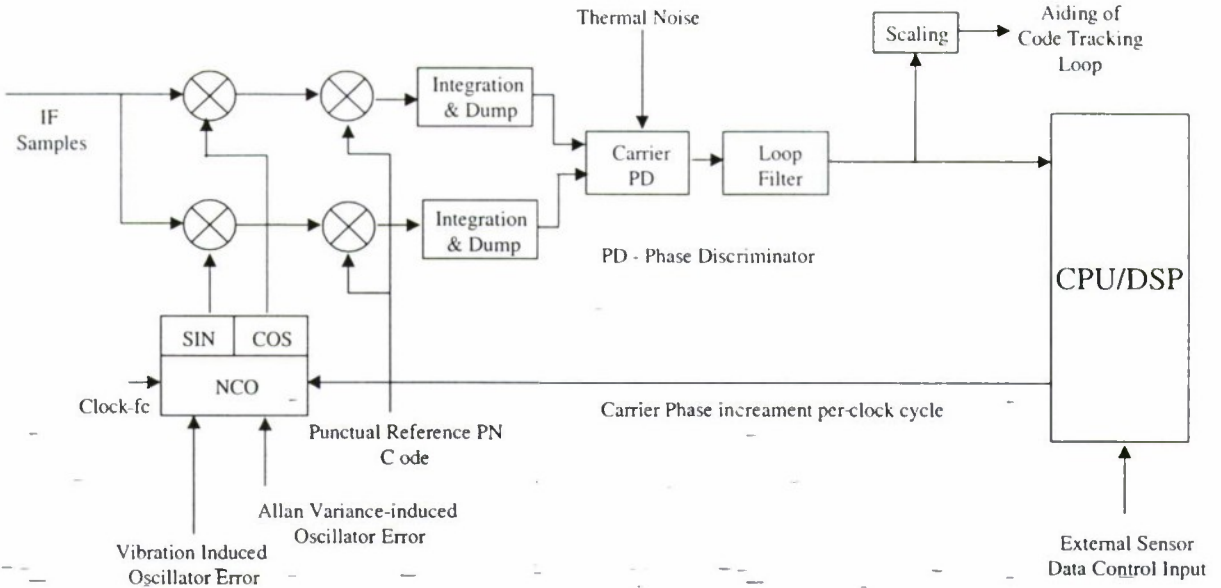 Thermal Noise
Scaling
Aiding of
Code Tracking
Loop
IF
Samples
Integration
& Dump
Carrier
PD
Loop
Filter
Integration
& Dump
PD - Phase Discriminator
CPU/DSP
SIN
COS
NCO
Clock-fc
Carrier Phase increament per-clock cycle
Punctual Reference PN
C ode
Allan Variance-induced
Oscillator Error
Vibration Induced
Oscillator Error
External Sensor
Data Control Input